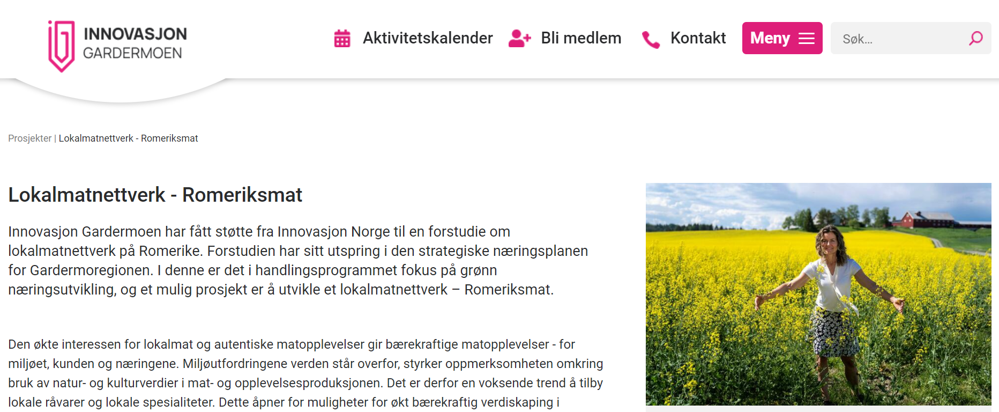 INNOVASJON
GARDERMOEN
Aktivitetskalender
Bli medlem
Kontakt
Meny
Søk...
Prosjekter | Lokalmatnettverk - Romeriksmat
Lokalmatnettverk - Romeriksmat
Innovasjon Gardermoen har fått støtte fra Innovasjon Norge til en forstudie om
lokalmatnettverk på Romerike. Forstudien har sitt utspring i den strategiske næringsplanen
for Gardermoregionen. I denne er det i handlingsprogrammet fokus på grønn
næringsutvikling, og et mulig prosjekt er å utvikle et lokalmatnettverk – Romeriksmat.
Den økte interessen for lokalmat og autentiske matopplevelser gir bærekraftige matopplevelser - for
miljøet, kunden og næringene. Miljøutfordringene verden står overfor, styrker oppmerksomheten omkring
bruk av natur- og kulturverdier i mat- og opplevelsesproduksjonen. Det er derfor en voksende trend å tilby
lokale råvarer og lokale spesialiteter. Dette åpner for muligheter for økt bærekraftig verdiskaping i